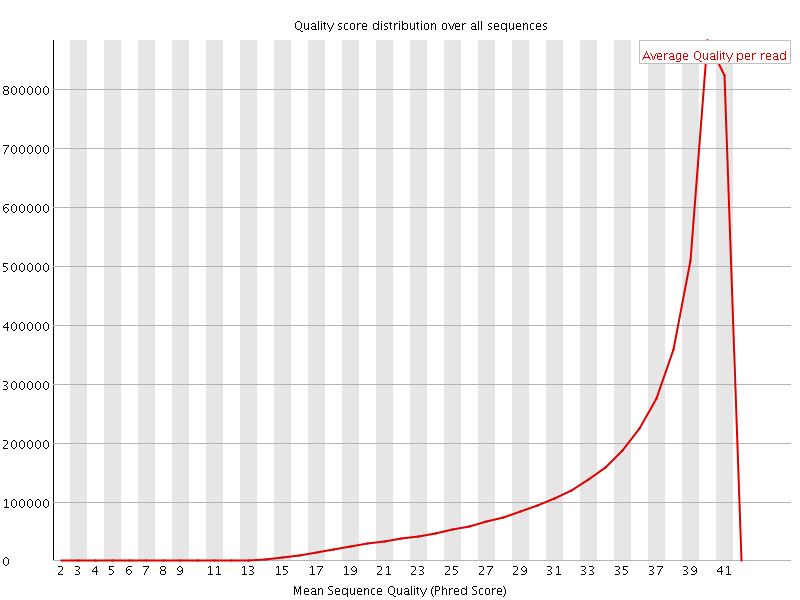 Quality score distribution over all sequences
Average Quality per read
800000
700000
600000
500000
400000
300000
200000
100000
0
2 3 4 5 6 7 8 9 11 13 15 17 19 21 23 25 27 29 31 33 35 37 39 41
Mean Sequence Quality (Phred Score)